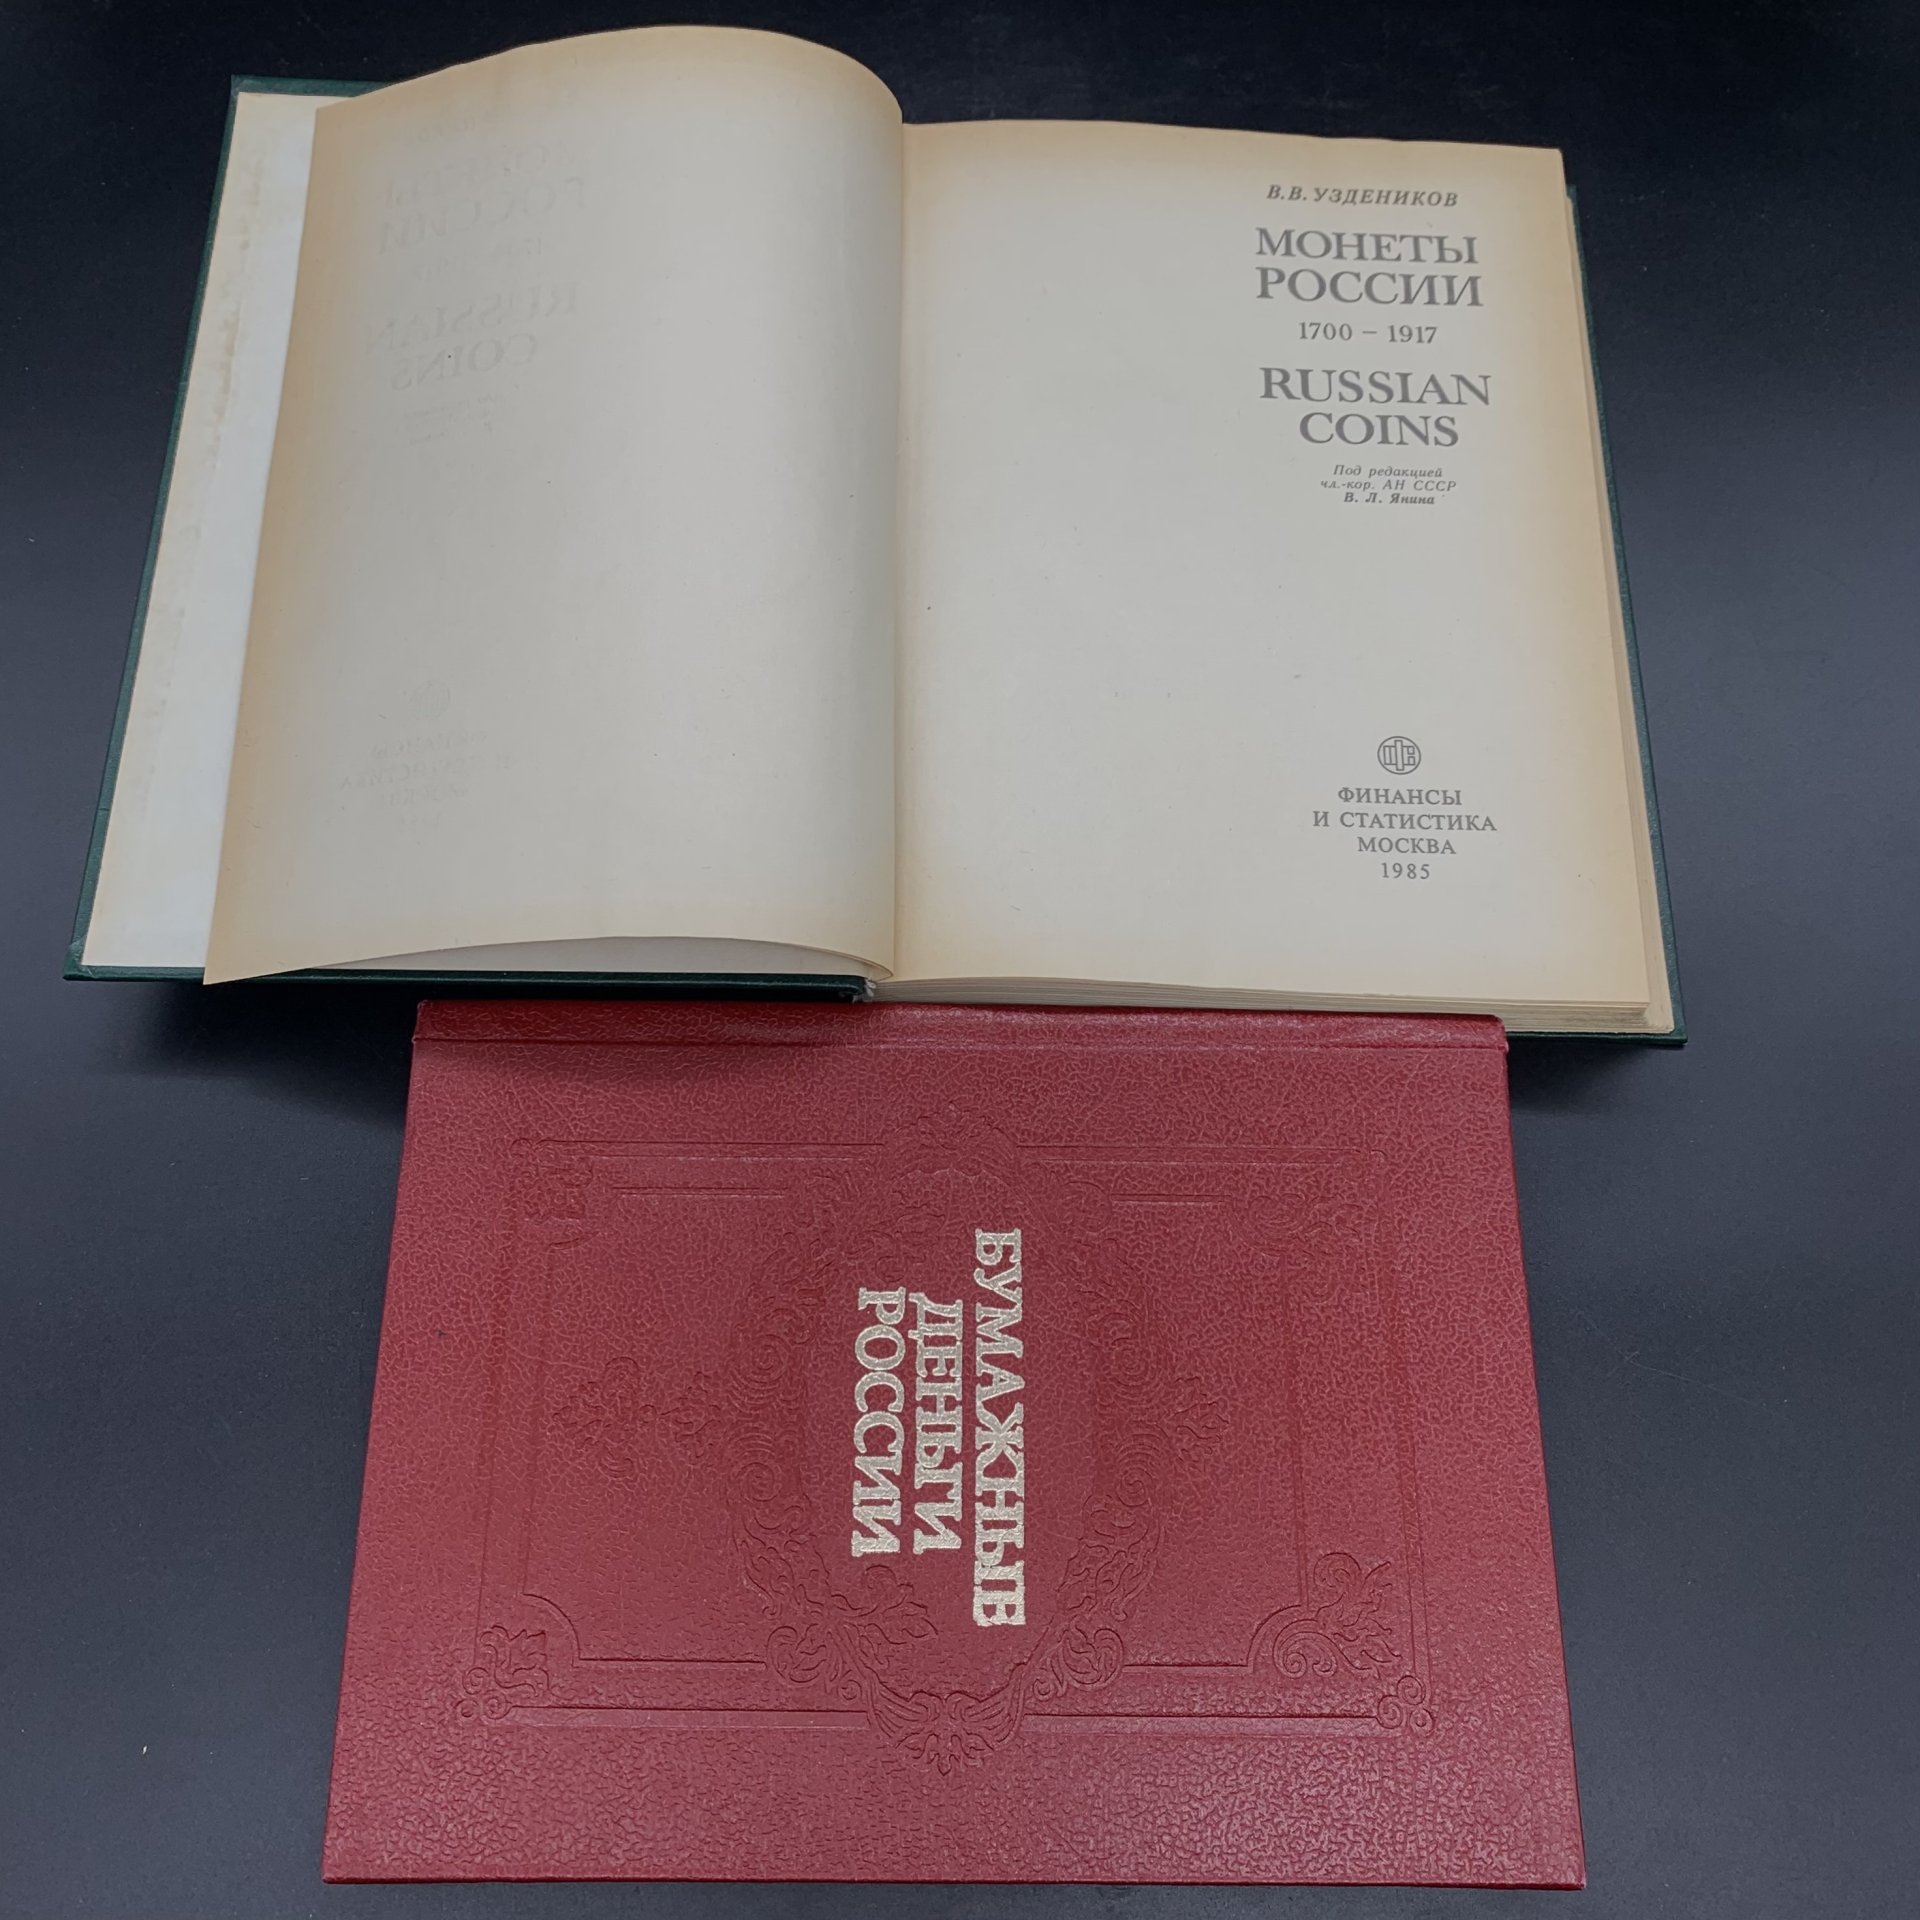 В.В. УЗДЕНИКОВ
МОНЕТЫ
РОССИИ
1700 – 1917
RUSSIAN
COINS
Под редакцией
чл.-кор. АН СССР
В. Л. Янина
ФИНАНСЫ
И СТАТИСТИКА
МОСКВА
1985
БУМАЖНЫЕ
ДЕНЬГИ
РОССИИ